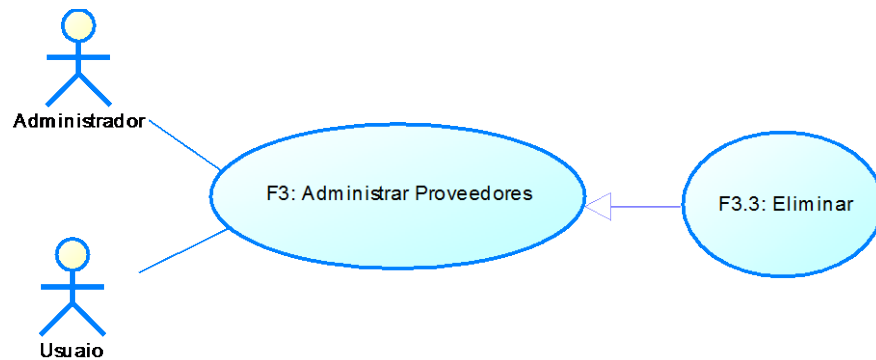 Administrador
F3: Administrar Proveedores
F3.3: Eliminar
Usuaio